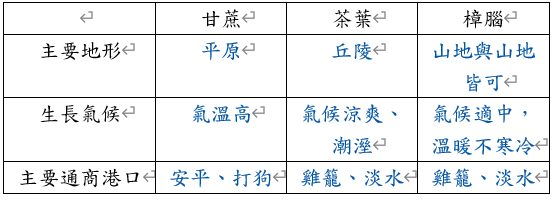 甘蔗 茶葉 樟腦
主要地形 平原 丘陵 山地與山地
皆可
生長氣候 氣溫高 氣候涼爽、 氣候適中，
潮溼 溫暖不寒冷
主要通商港口 安平、打狗 雞籠、淡水 雞籠、淡水